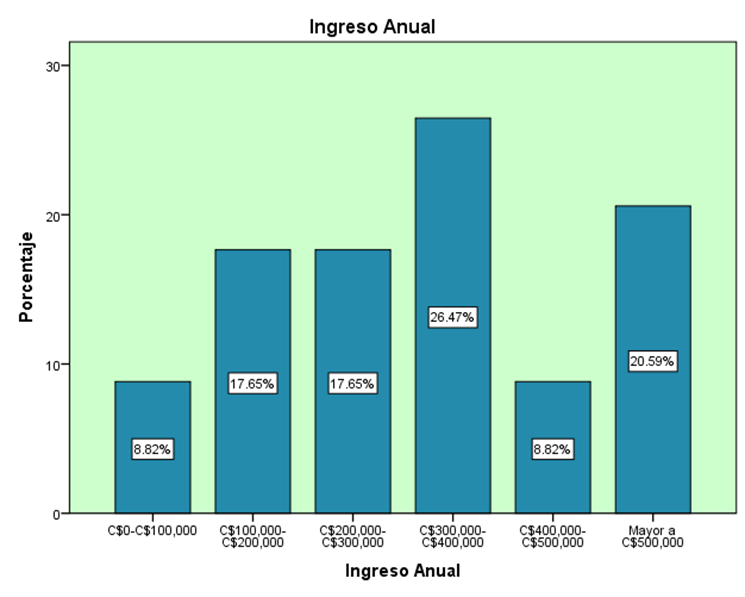 Ingreso Anual
Porcentaje
30
20
10
0
8.82%
17.65%
17.65%
26.47%
8.82%
20.59%
C$0-C$100,000
C$100,000-
C$200,000
C$200,000-
C$300,000
C$300,000-
C$400,000
C$400,000-
C$500,000
Mayor a
C$500,000
Ingreso Anual